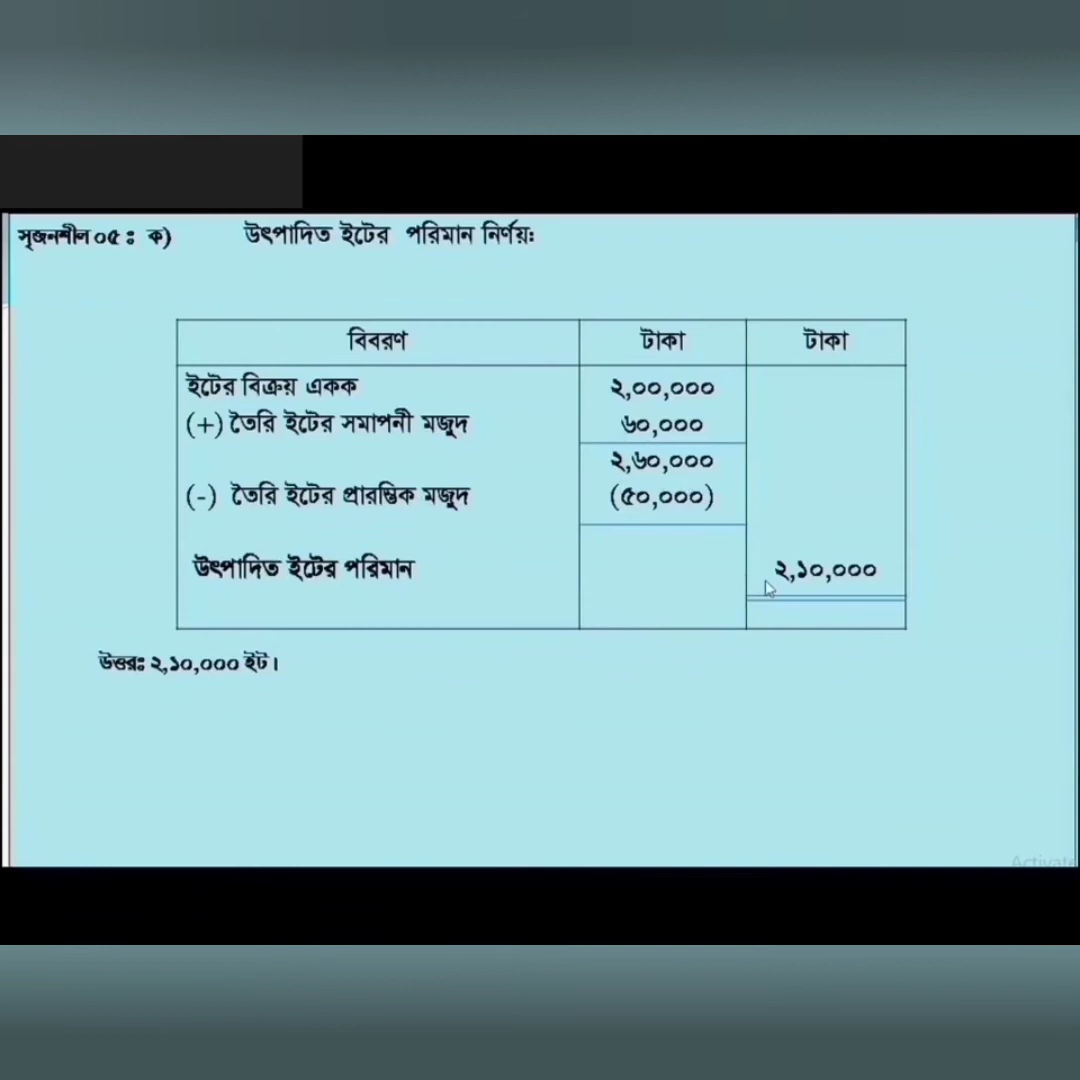 সৃজনশীল ০৫ ঃ ক) উৎপাদিত ইটের পরিমান নির্ণয়ঃ
বিবরণ টাকা টাকা
ইটের বিক্রয় একক ২,০০,০০০
(+) তৈরি ইটের সমাপনী মজুদ ৬০,০০০
২,৬০,০০০
(-) তৈরি ইটের প্রারম্ভিক মজুদ (৫০,০০০)
উৎপাদিত ইটের পরিমান ২,১০,০০০
উত্তরঃ ২,১০,০০০ ইট।
Activate